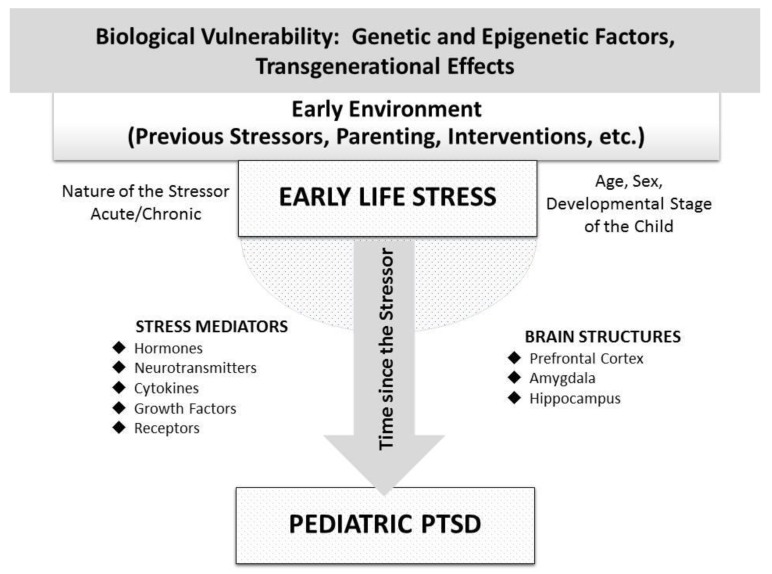 Biological Vulnerability: Genetic and Epigenetic Factors,
Transgenerational Effects
Early Environment
(Previous Stressors, Parenting, Interventions, etc.)
Nature of the Stressor
Acute/Chronic
EARLY LIFE STRESS
Age, Sex,
Developmental Stage
of the Child
Time since the Stressor
STRESS MEDIATORS
◆ Hormones
◆ Neurotransmitters
◆ Cytokines
◆ Growth Factors
◆ Receptors
BRAIN STRUCTURES
◆ Prefrontal Cortex
◆ Amygdala
◆ Hippocampus
PEDIATRIC PTSD